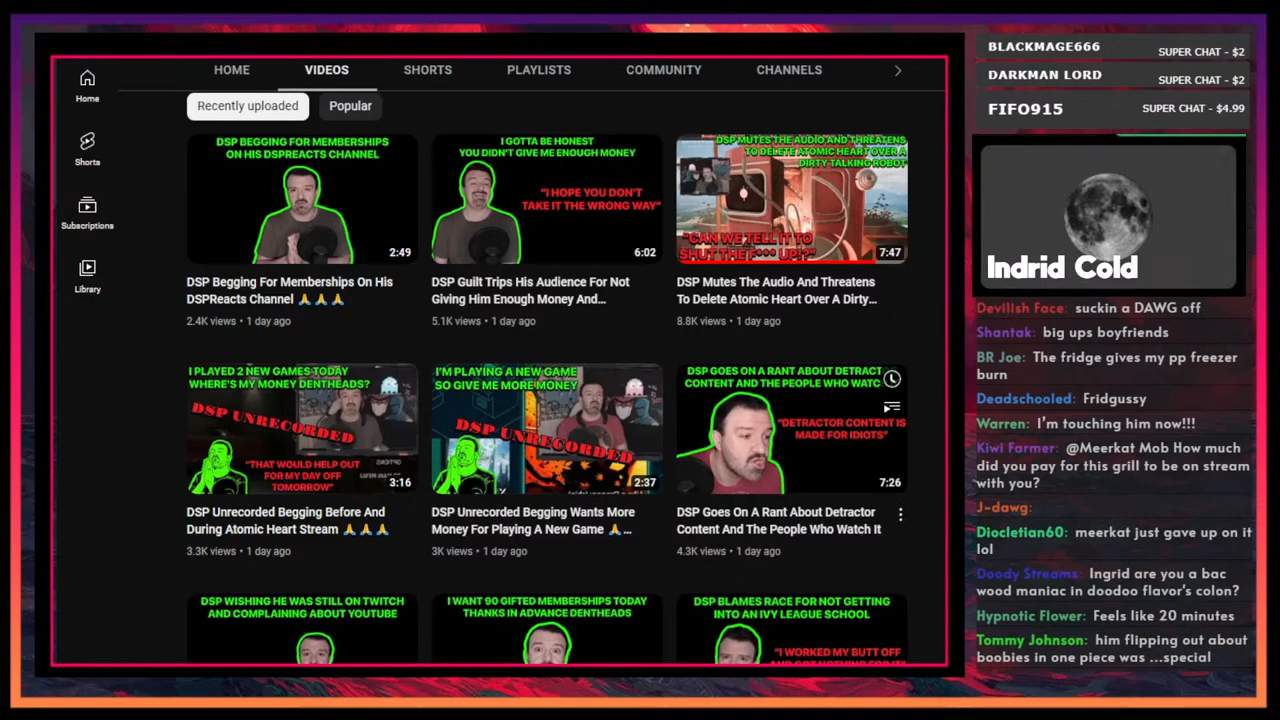 HOME
VIDEOS
SHORTS
PLAYLISTS
COMMUNITY
CHANNELS
Home
Shorts
Subscriptions
Library
Recently uploaded
Popular
DSP BEGGING FOR MEMBERSHIPS
ON HIS DSPREACTS CHANNEL
2:49
DSP Begging For Memberships On His
DSPReacts Channel 🙏🙏🙏
2.4K views • 1 day ago
I GOTTA BE HONEST
YOU DIDN'T GIVE ME ENOUGH MONEY
"I HOPE YOU DON'T
TAKE IT THE WRONG WAY"
6:02
DSP Guilt Trips His Audience For Not
Giving Him Enough Money And...
5.1K views • 1 day ago
DSP MUTES THE AUDIO AND THREATENS
TO DELETE ATOMIC HEART OVER A
DIRTY TALKING ROBOT
"CAN WE TELL IT TO
SHUT THE F*** UP!?"
7:47
DSP Mutes The Audio And Threatens
To Delete Atomic Heart Over A Dirty...
8.8K views • 1 day ago
I PLAYED 2 NEW GAMES TODAY
WHERE'S MY MONEY DENTHEADS?
DSP UNRECORDED
"THAT WOULD HELP OUT
FOR MY DAY OFF
TOMORROW"
3:16
DSP Unrecorded Begging Before And
During Atomic Heart Stream 🙏🙏🙏
3.3K views • 1 day ago
I'M PLAYING A NEW GAME
SO GIVE ME MORE MONEY
DSP UNRECORDED
2:37
DSP Unrecorded Begging Wants More
Money For Playing A New Game 🙏...
3K views • 1 day ago
DSP GOES ON A RANT ABOUT DETRACT
CONTENT AND THE PEOPLE WHO WATC
"DETRACTOR CONTENT IS
MADE FOR IDIOTS"
7:26
DSP Goes On A Rant About Detractor
Content And The People Who Watch It
4.3K views • 1 day ago
DSP WISHING HE WAS STILL ON TWITCH
AND COMPLAINING ABOUT YOUTUBE
I WANT 90 GIFTED MEMBERSHIPS TODAY
THANKS IN ADVANCE DENTHEADS
DSP BLAMES RACE FOR NOT GETTING
INTO AN IVY LEAGUE SCHOOL
"I WORKED MY BUTT OFF
AND GOT NOTHING FOR IT"
BLACKMAGE666
SUPER CHAT - $2
DARKMAN LORD
SUPER CHAT - $2
FIFO915
SUPER CHAT - $4.99
Indrid Cold
Devilish Face: suckin a DAWG off
Shantak: big ups boyfriends
BR Joe: The fridge gives my pp freezer
burn
Deadschooled: Fridgussy
Warren: I'm touching him now!!!
Kiwi Farmer: @Meerkat Mob How much
did you pay for this grill to be on stream
with you?
J-dawg:
Diocletian60: meerkat just gave up on it
lol
Doody Streams: Ingrid are you a bac
wood maniac in doodoo flavor's colon?
Hypnotic Flower: Feels like 20 minutes
Tommy Johnson: him flipping out about
boobies in one piece was ...special